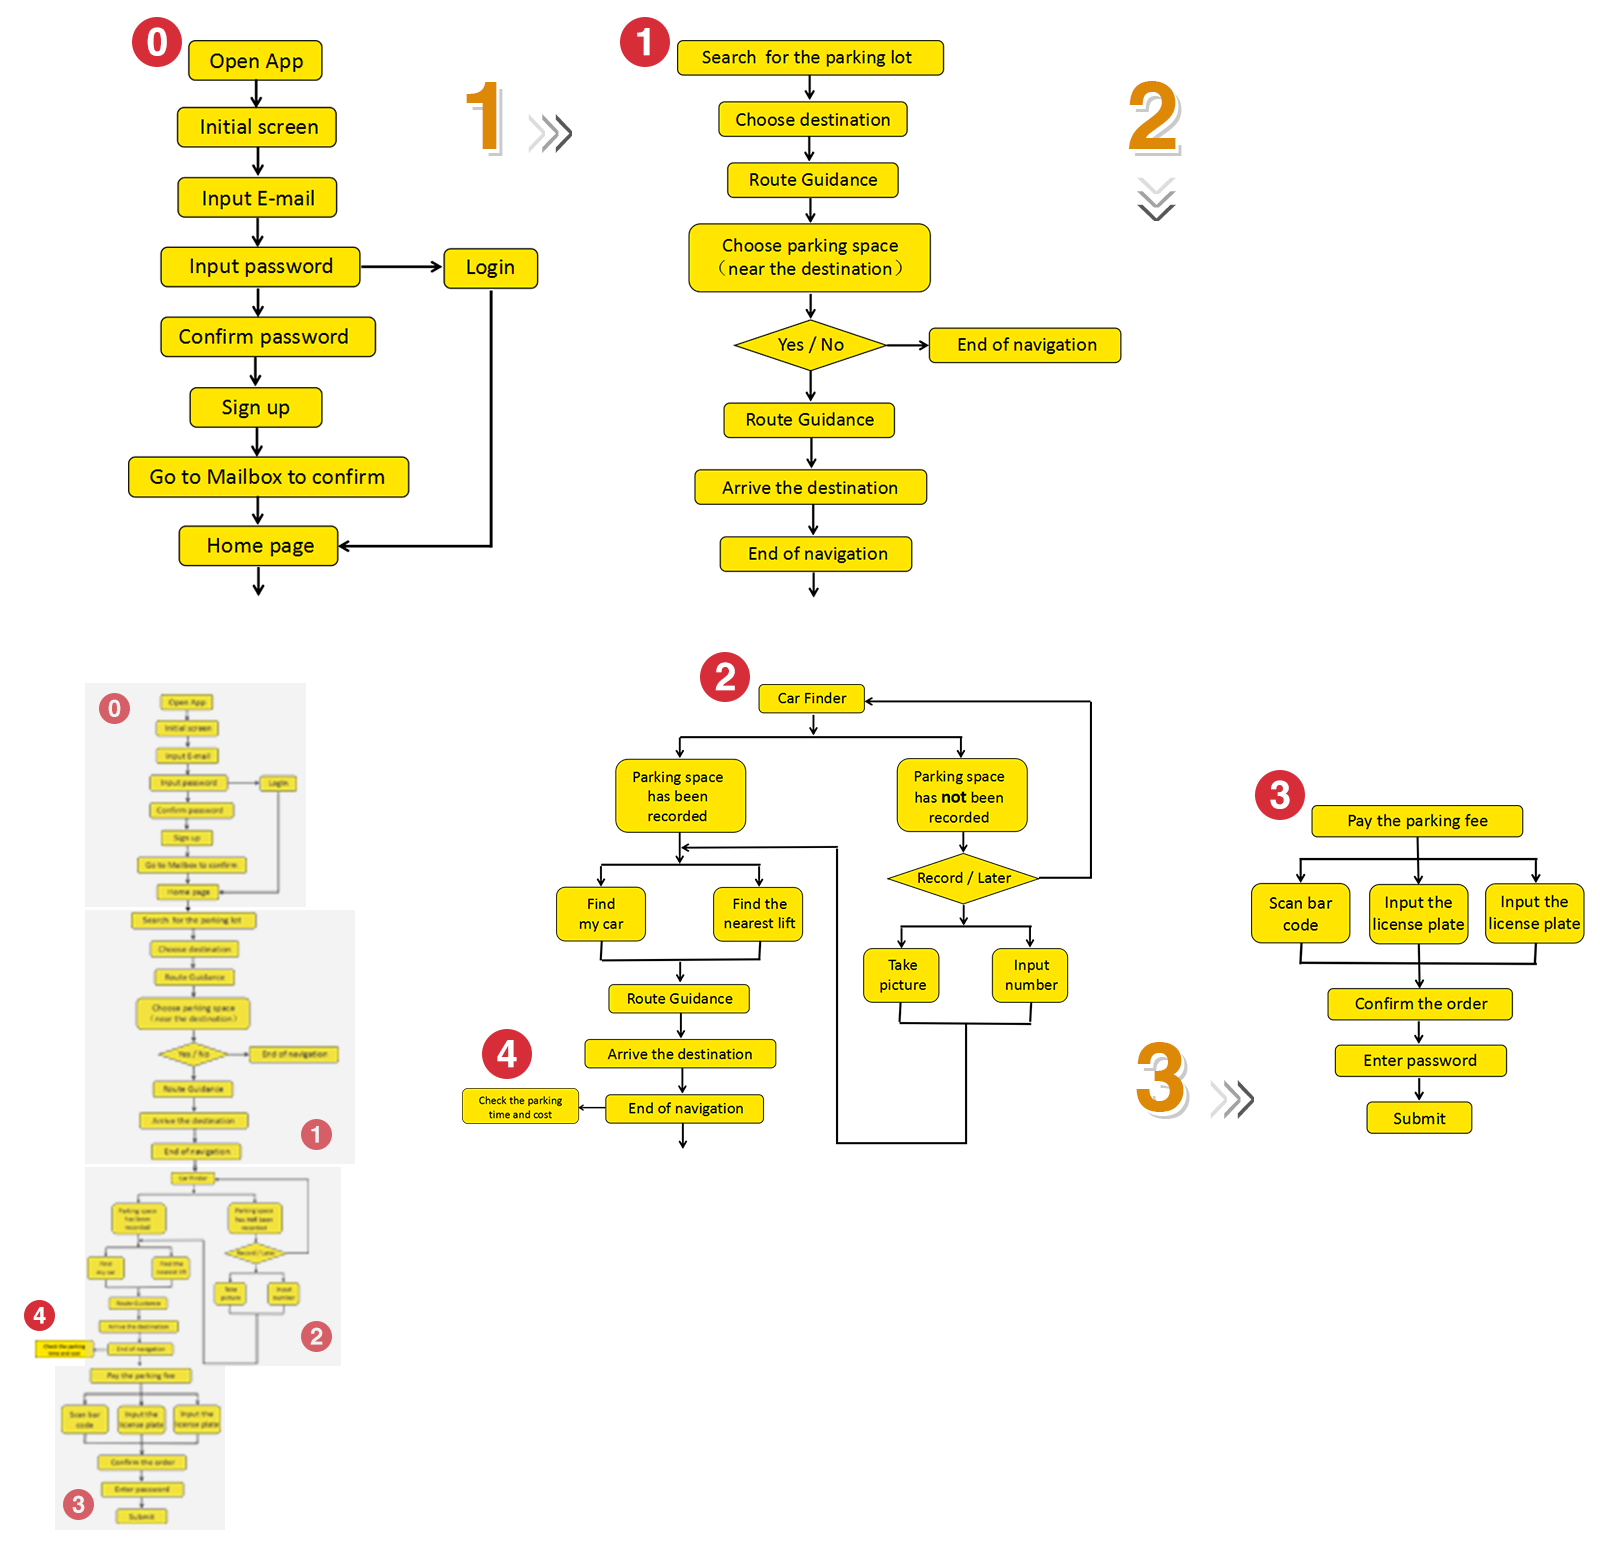 0
Open App
Initial screen
Input E-mail
Input password
Login
Confirm password
Sign up
Go to Mailbox to confirm
Home page
1
1
Search for the parking lot
Choose destination
Route Guidance
Choose parking space
（near the destination）
Yes / No
End of navigation
Route Guidance
Arrive the destination
End of navigation
2
2
Car Finder
Parking space
has been
recorded
Parking space
has not been
recorded
Record / Later
Find
my car
Find the
nearest lift
Take
picture
Input
number
Route Guidance
Arrive the destination
4
Check the parking
time and cost
End of navigation
3
3
Pay the parking fee
Scan bar
code
Input the
license plate
Input the
license plate
Confirm the order
Enter password
Submit
0
Open App
Initial screen
Input E-mail
Input password
Login
Confirm password
Sign up
Go to Mailbox to confirm
Home page
Search for the parking lot
Choose destination
Route Guidance
Choose parking space
（near the destination）
Yes / No
End of navigation
Route Guidance
Arrive the destination
1
End of navigation
Car Finder
Parking space
has been
recorded
Parking space
has not been
recorded
Record / Later
Find
my car
Find the
nearest lift
Take
picture
Input
number
Route Guidance
Arrive the destination
2
4
Check the parking
time and cost
End of navigation
Pay the parking fee
Scan bar
code
Input the
license plate
Input the
license plate
Confirm the order
Enter password
3
Submit